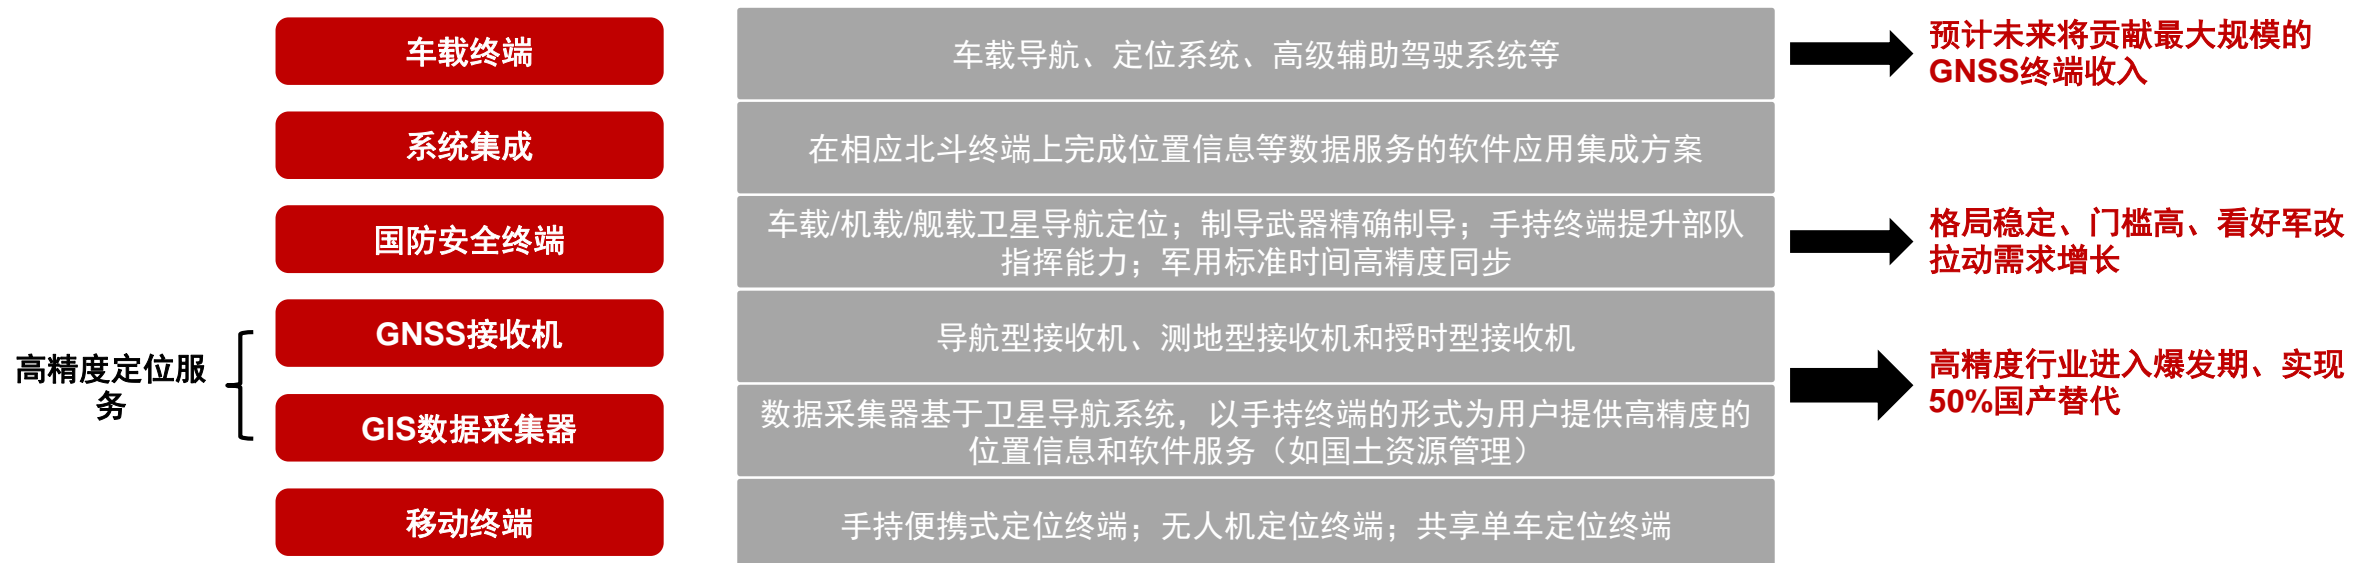 车载终端
车载导航、定位系统、高级辅助驾驶系统等
预计未来将贡献最大规模的
GNSS终端收入
系统集成
在相应北斗终端上完成位置信息等数据服务的软件应用集成方案
国防安全终端
车载/机载/舰载卫星导航定位；制导武器精确制导；手持终端提升部队
指挥能力；军用标准时间高精度同步
格局稳定、门槛高、看好军改
拉动需求增长
高精度定位服
务
GNSS接收机
导航型接收机、测地型接收机和授时型接收机
GIS数据采集器
数据采集器基于卫星导航系统，以手持终端的形式为用户提供高精度的
位置信息和软件服务（如国土资源管理）
高精度行业进入爆发期、实现
50%国产替代
移动终端
手持便携式定位终端；无人机定位终端；共享单车定位终端